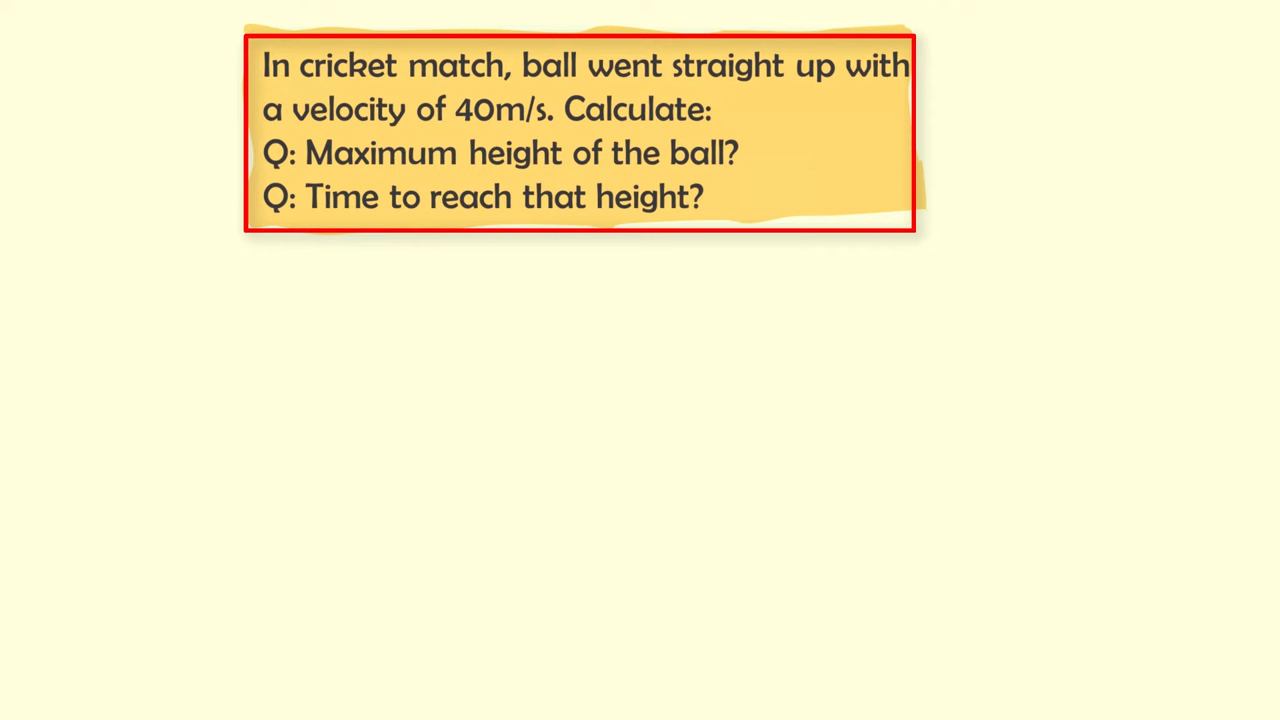 In cricket match, ball went straight up with
a velocity of 40m/s. Calculate:
Q: Maximum height of the ball?
Q: Time to reach that height?